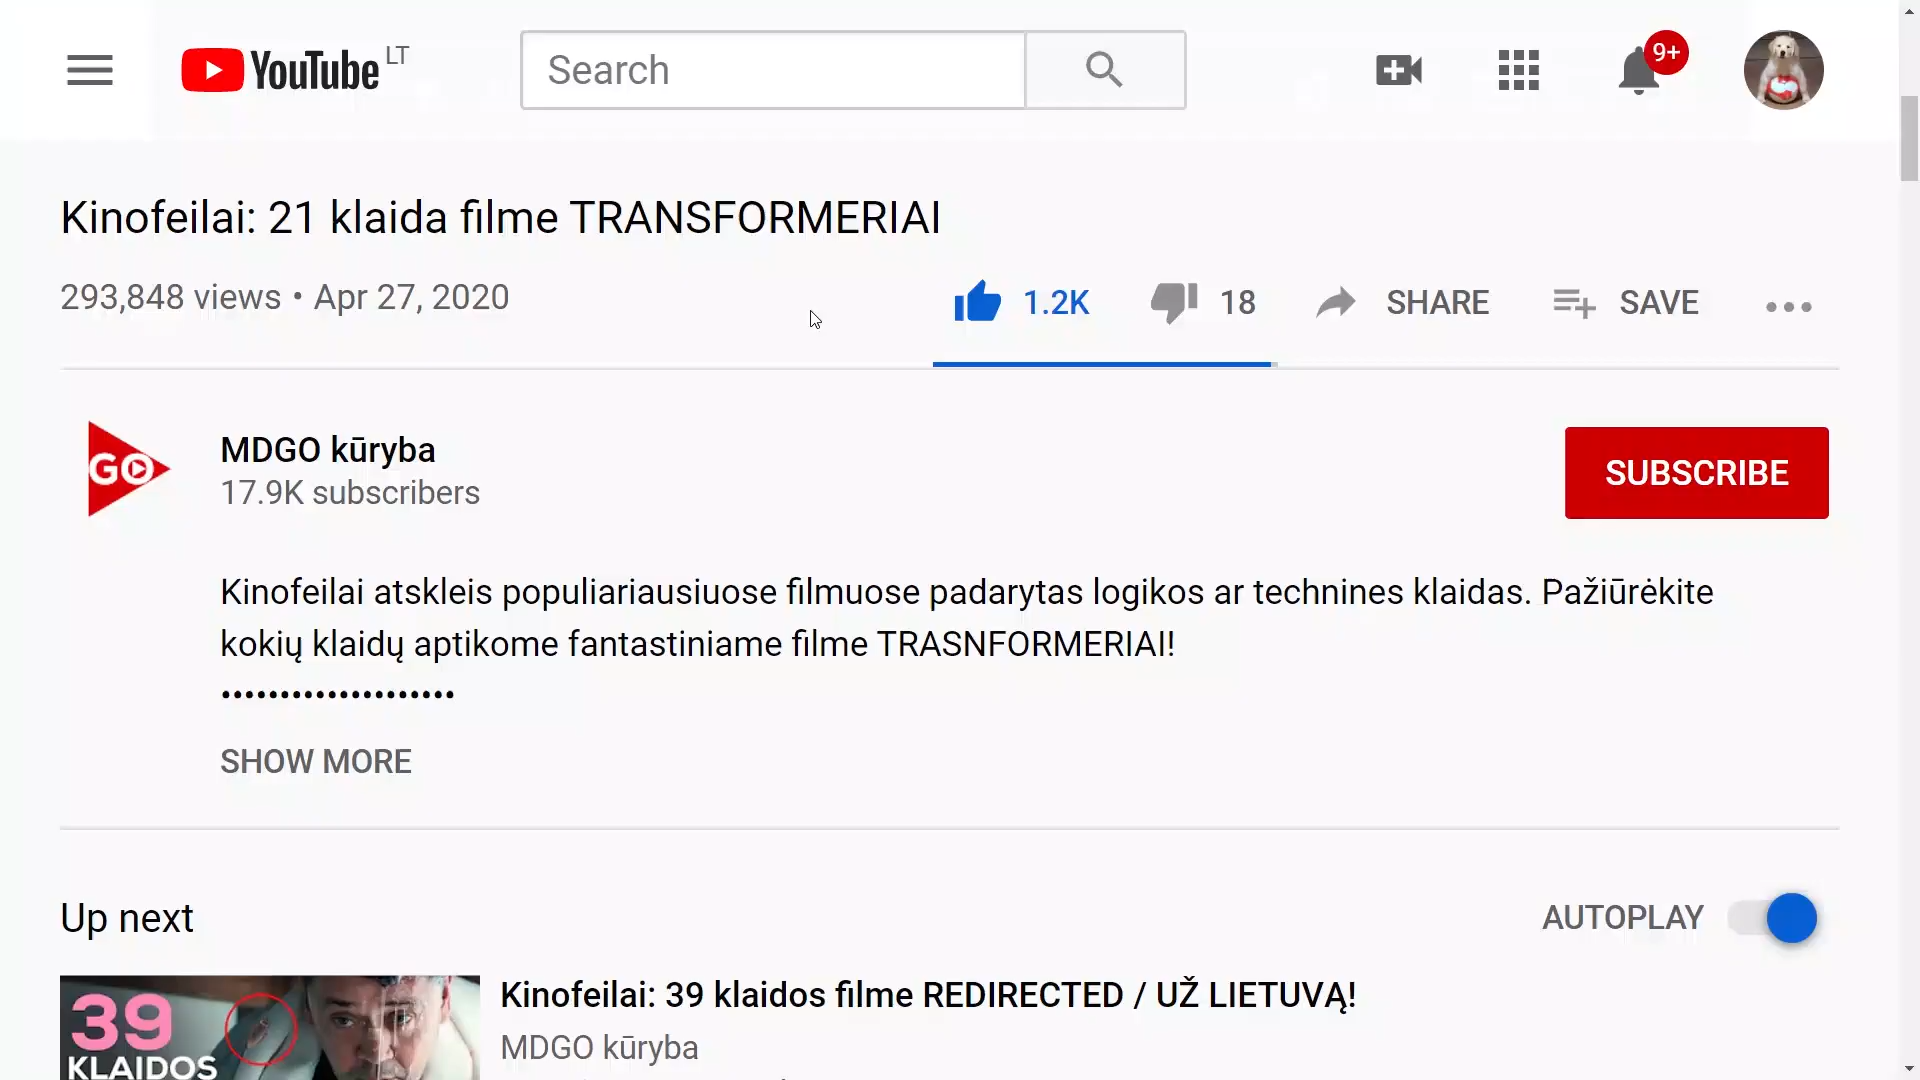 YouTube LT
Search
9+
Kinofeilai: 21 klaida filme TRANSFORMERIAI
293,848 views • Apr 27, 2020
1.2K
18
SHARE
SAVE
GO
MDGO kūryba
17.9K subscribers
SUBSCRIBE
Kinofeilai atskleis populiariausiuose filmuose padarytas logikos ar technines klaidas. Pažiūrėkite
kokių klaidų aptikome fantastiniame filme TRASNFORMERIAI!
••••••••••••••••••••
SHOW MORE
Up next
AUTOPLAY
39
KLAIDOS
Kinofeilai: 39 klaidos filme REDIRECTED / UŽ LIETUVĄ!
MDGO kūryba